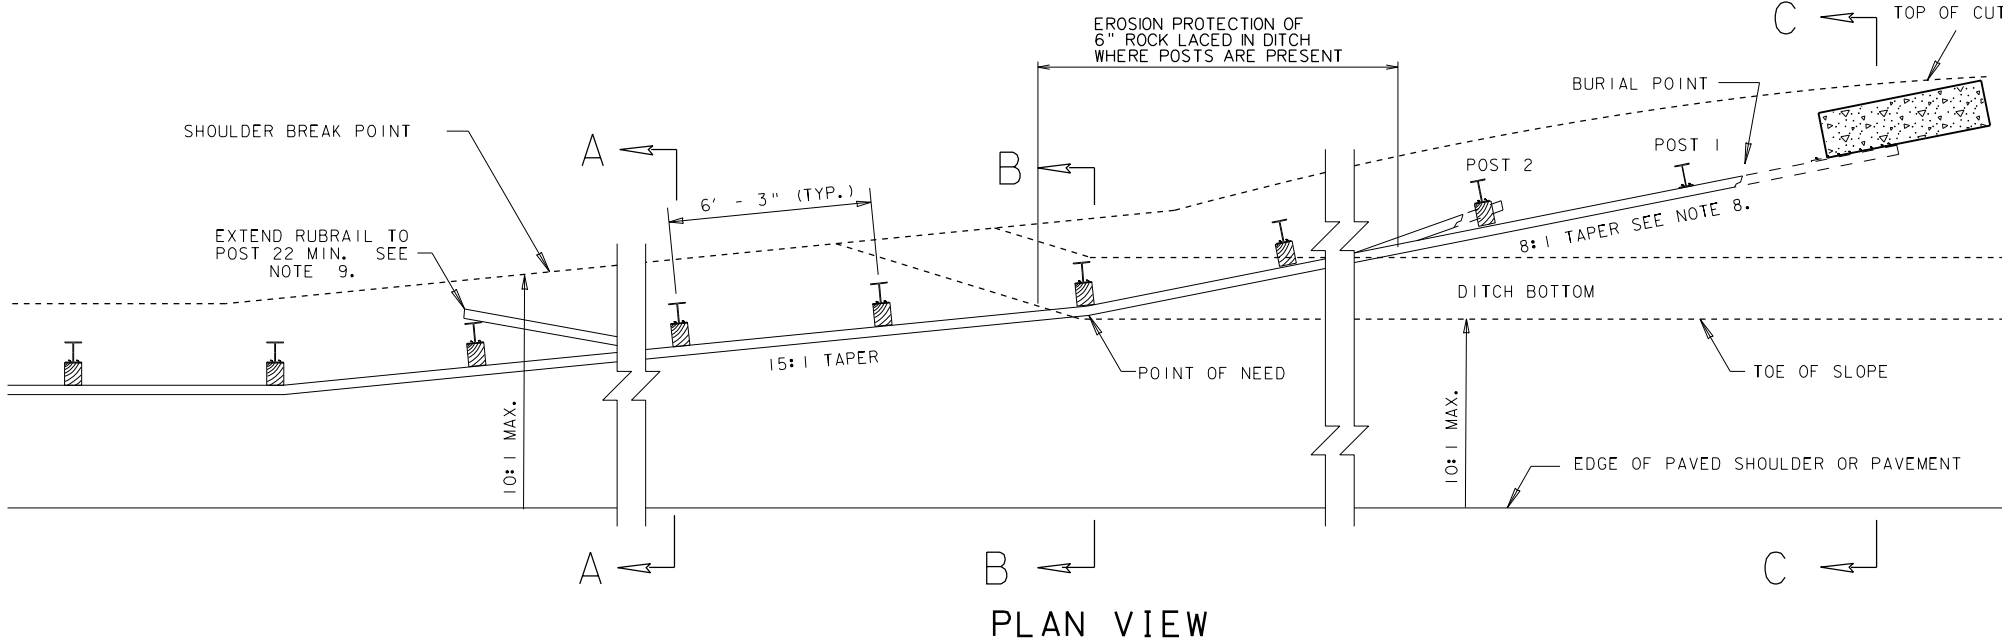 EROSION PROTECTION OF
6" ROCK LACED IN DITCH
WHERE POSTS ARE PRESENT
C
TOP OF CUT
BURIAL POINT
SHOULDER BREAK POINT
A
B
POST 2
POST 1
6' - 3" (TYP.)
EXTEND RUBRAIL TO
POST 22 MIN. SEE
NOTE 9.
8:1 TAPER SEE NOTE 8.
DITCH BOTTOM
15:1 TAPER
POINT OF NEED
TOE OF SLOPE
10:1 MAX.
10:1 MAX.
EDGE OF PAVED SHOULDER OR PAVEMENT
A
B
C
PLAN VIEW